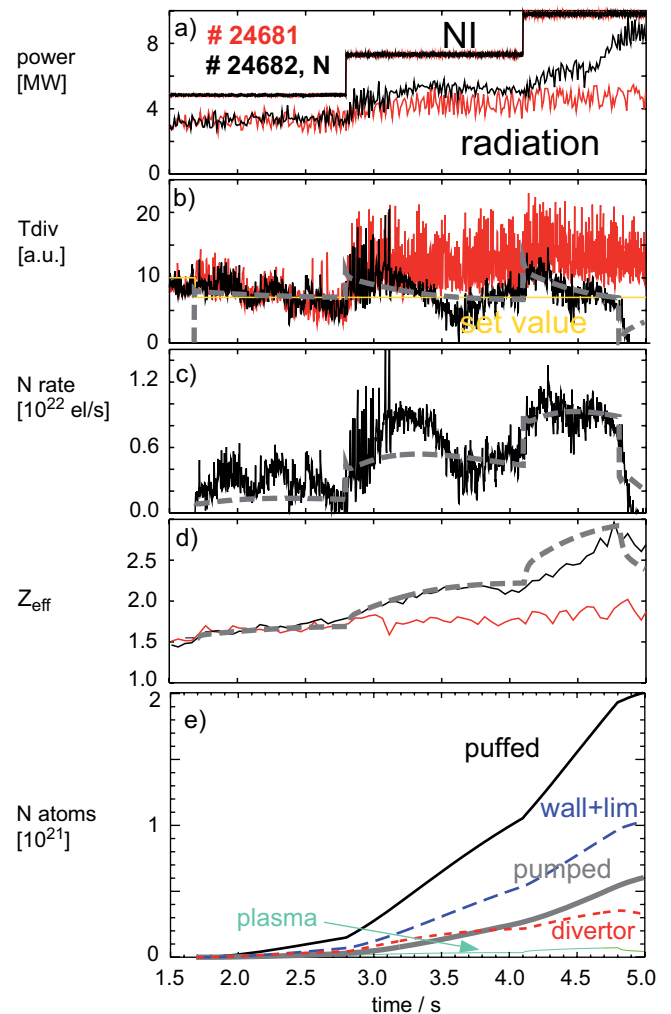 a)
# 24681
# 24682, N
NI
radiation
power
[MW]
0
4
8
b)
Tdiv
[a.u.]
0
10
20
set value
c)
N rate
[10²² el/s]
0.0
0.6
1.2
d)
Z_eff
1.0
1.5
2.0
2.5
e)
N atoms
[10²¹]
0
1
2
puffed
wall+lim
pumped
plasma
divertor
1.5 2.0 2.5 3.0 3.5 4.0 4.5 5.0
time / s